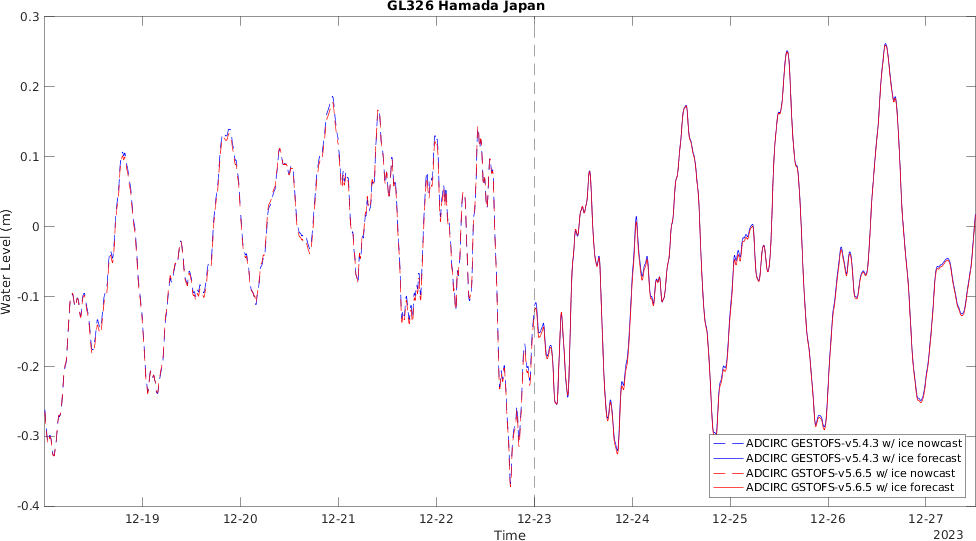 GL326 Hamada Japan
0.3
0.2
0.1
0
-0.1
-0.2
-0.3
-0.4
Water Level (m)
ADCIRC GESTOFS-v5.4.3 w/ ice nowcast
ADCIRC GESTOFS-v5.4.3 w/ ice forecast
ADCIRC GSTOFS-v5.6.5 w/ ice nowcast
ADCIRC GSTOFS-v5.6.5 w/ ice forecast
12-19 12-20 12-21 12-22 12-23 12-24 12-25 12-26 12-27
Time
2023